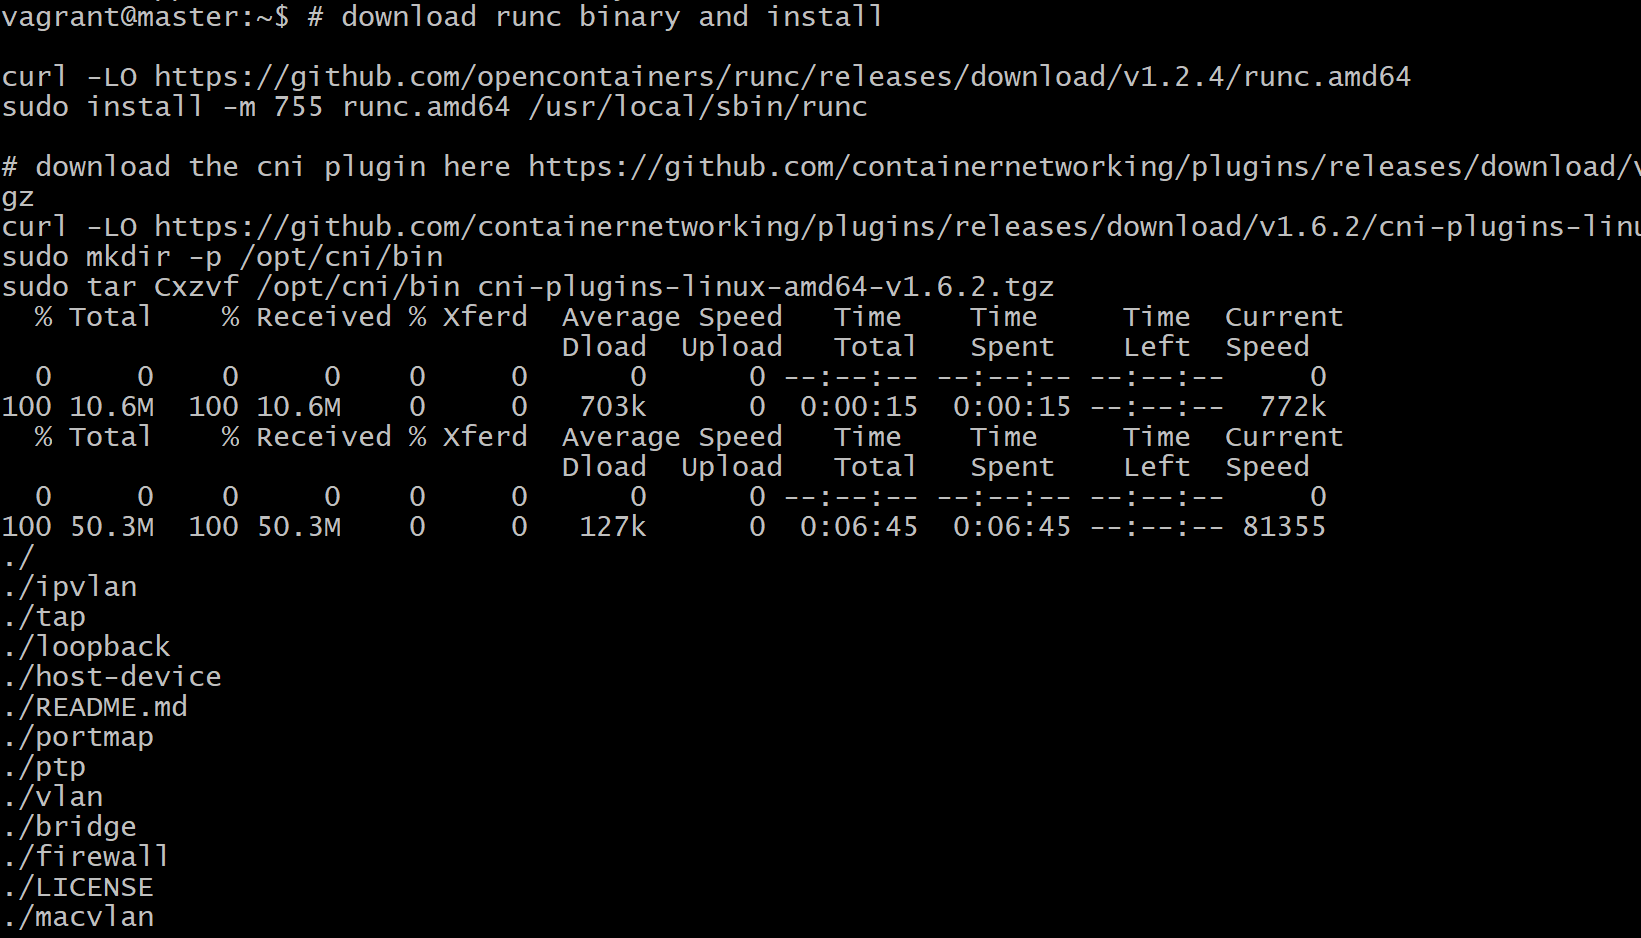 vagrant@master:~$ # download runc binary and install
curl -LO https://github.com/opencontainers/runc/releases/download/v1.2.4/runc.amd64
sudo install -m 755 runc.amd64 /usr/local/sbin/runc
# download the cni plugin here https://github.com/containernetworking/plugins/releases/download/v
gz
curl -LO https://github.com/containernetworking/plugins/releases/download/v1.6.2/cni-plugins-linu
sudo mkdir -p /opt/cni/bin
sudo tar Cxzvf /opt/cni/bin cni-plugins-linux-amd64-v1.6.2.tgz
% Total % Received % Xferd Average Speed Time Time Time Current
Dload Upload Total Spent Left Speed
0 0 0 0 0 0 0 0 --:--:-- --:--:-- --:--:-- 0
100 10.6M 100 10.6M 0 0 703k 0 0:00:15 0:00:15 --:--:-- 772k
% Total % Received % Xferd Average Speed Time Time Time Current
Dload Upload Total Spent Left Speed
0 0 0 0 0 0 0 0 --:--:-- --:--:-- --:--:-- 0
100 50.3M 100 50.3M 0 0 127k 0 0:06:45 0:06:45 --:--:-- 81355
./
./ipvlan
./tap
./loopback
./host-device
./README.md
./portmap
./ptp
./vlan
./bridge
./firewall
./LICENSE
./macvlan